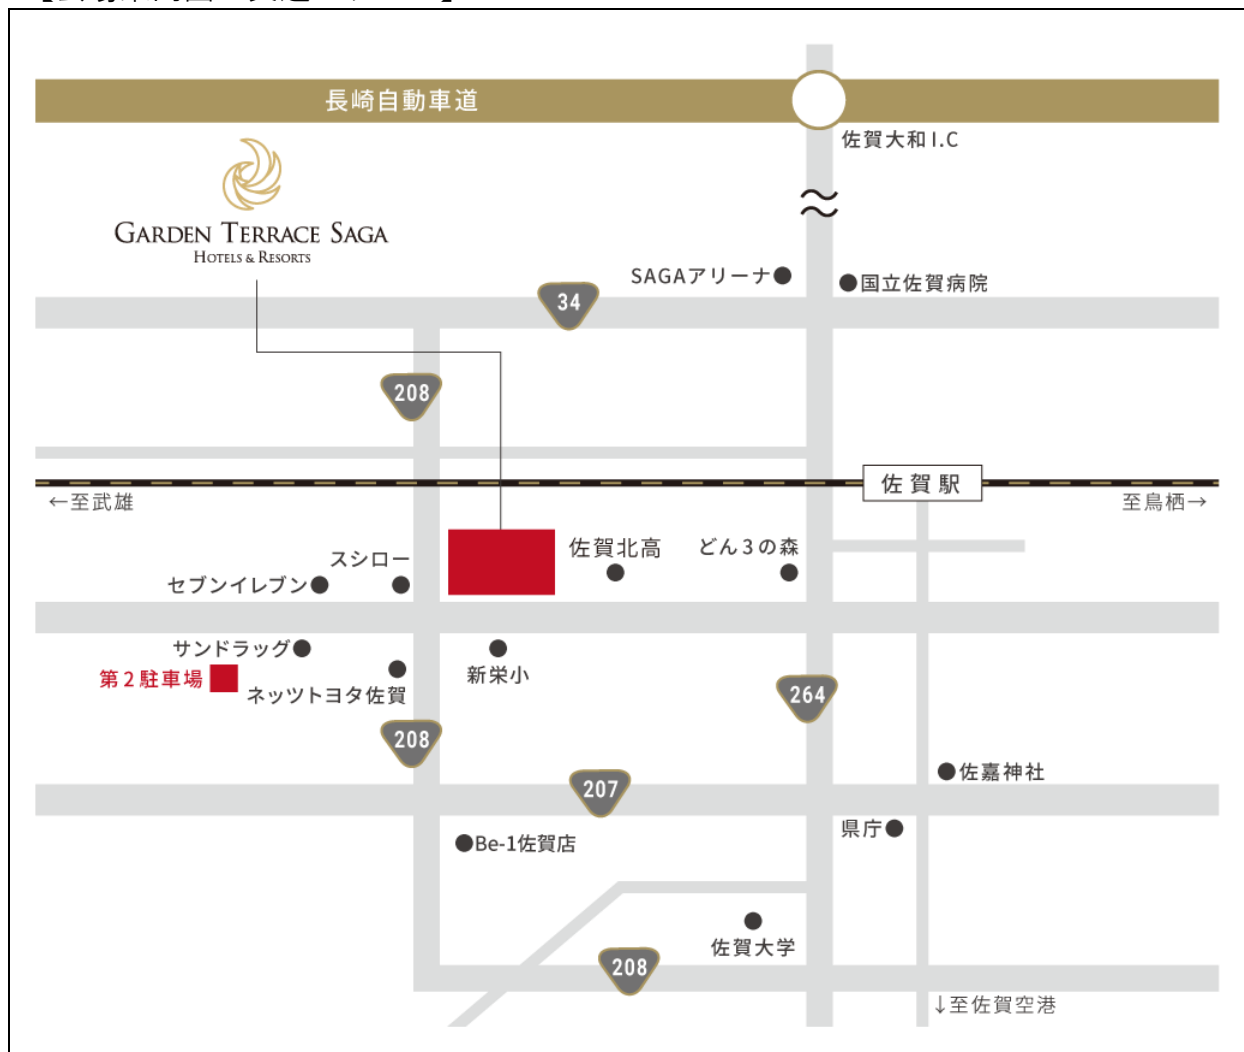 長崎自動車道
佐賀大和I.C
GARDEN TERRACE SAGA
HOTELS & RESORTS
SAGAアリーナ
国立佐賀病院
34
208
佐賀駅
←至武雄
至鳥栖→
スシロー
佐賀北高
どん3の森
セブンイレブン
サンドラッグ
第2駐車場
ネッツトヨタ佐賀
新栄小
264
208
207
佐嘉神社
県庁
Be-1佐賀店
佐賀大学
208
↓至佐賀空港